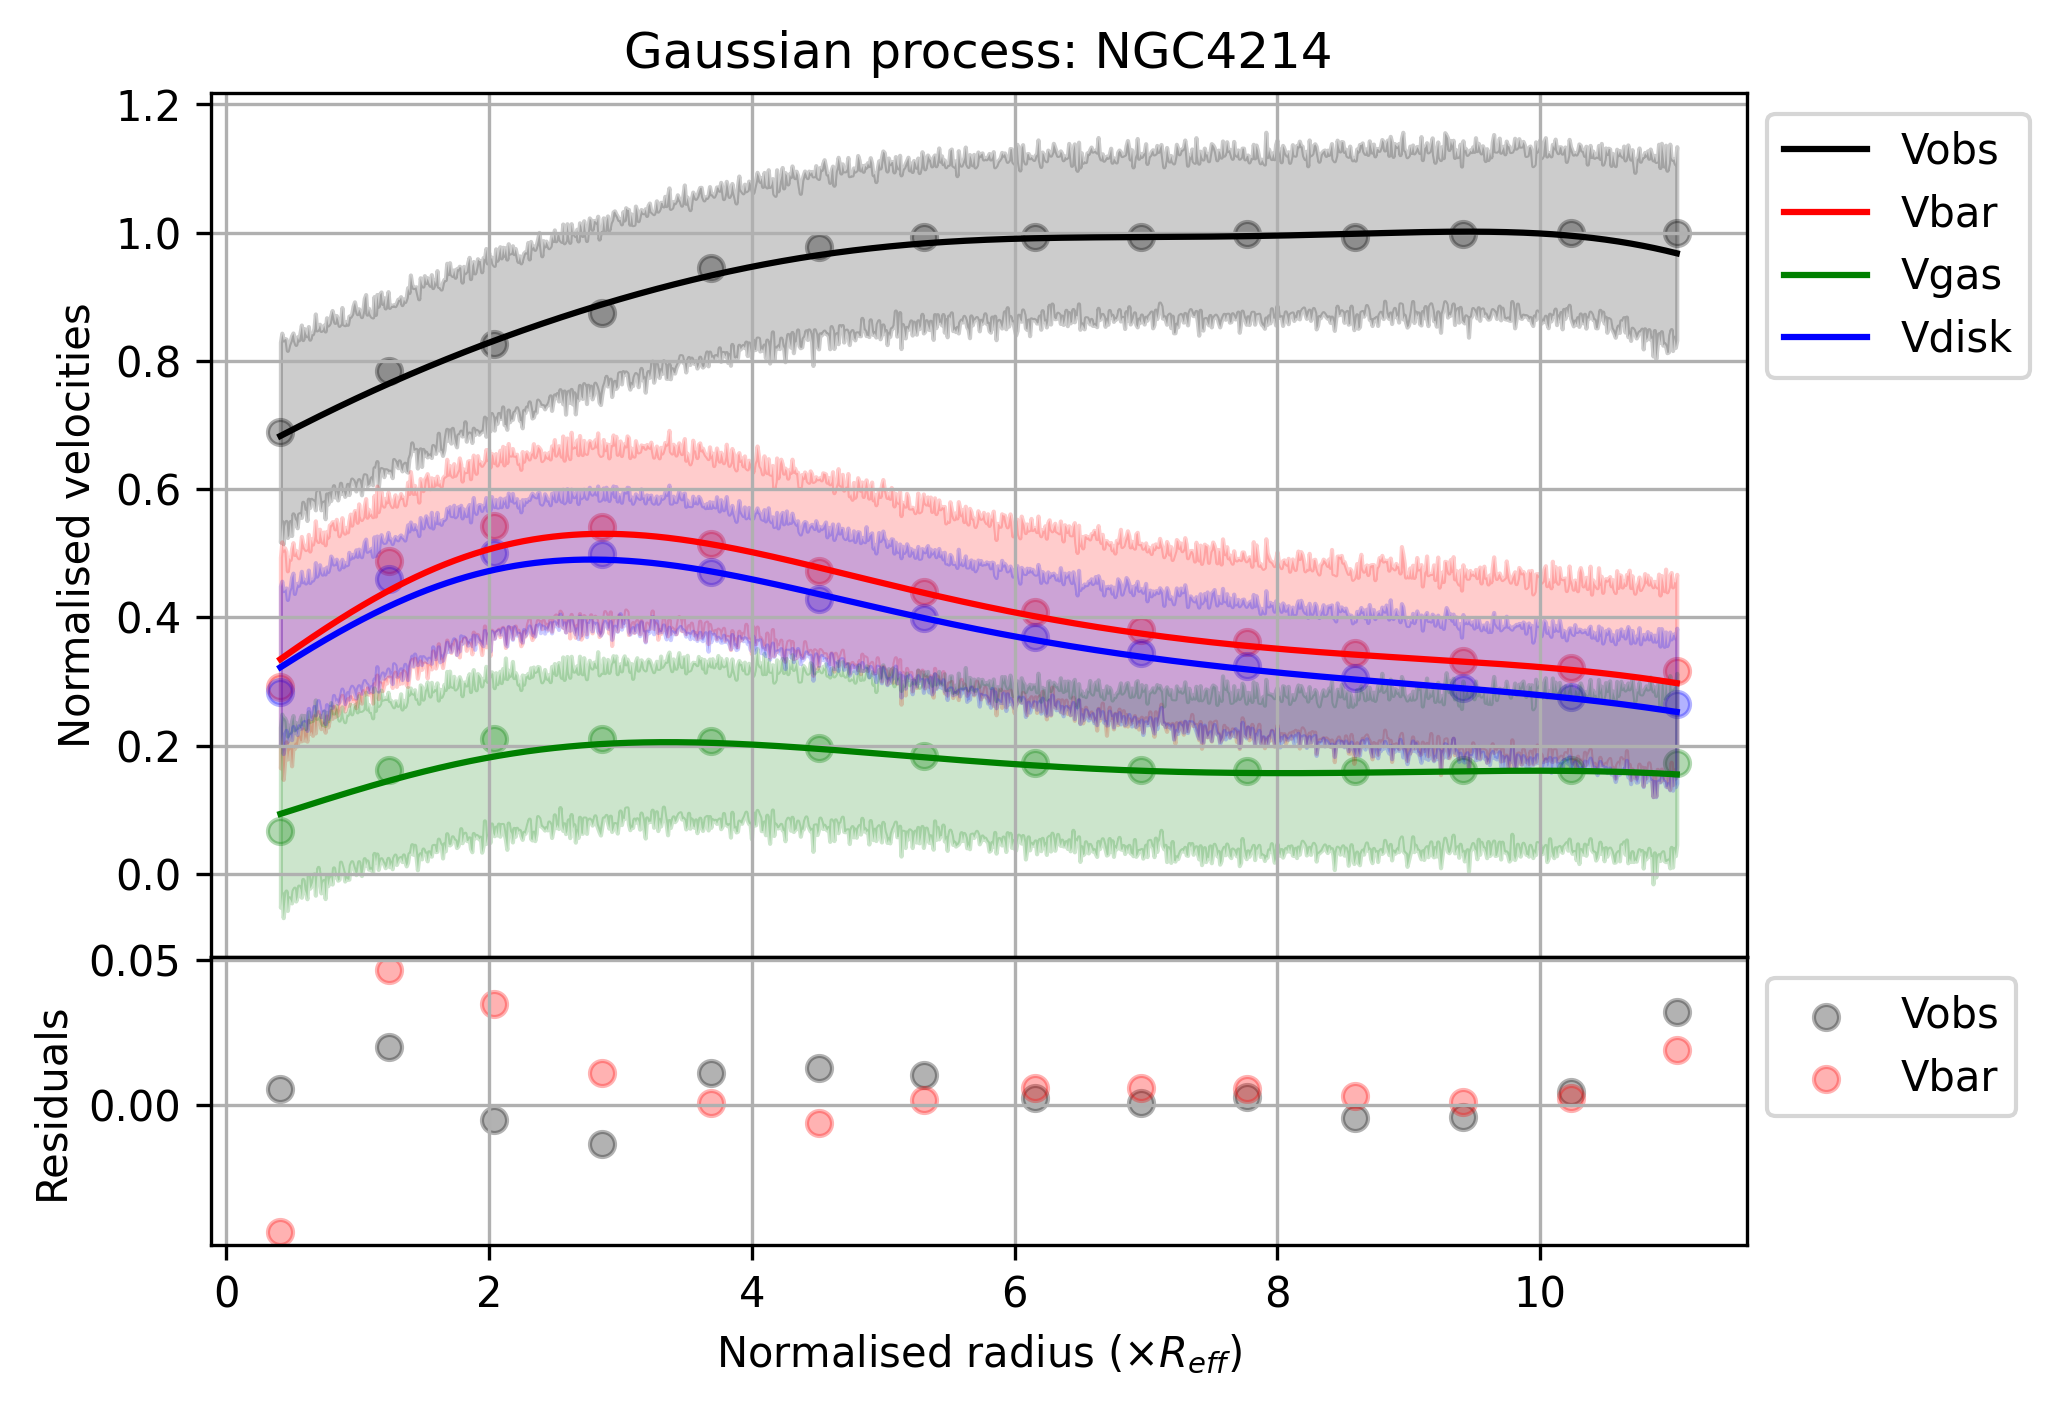 Gaussian process: NGC4214
1.2
1.0
0.8
0.6
0.4
0.2
0.0
Normalised velocities
Vobs
Vbar
Vgas
Vdisk
0.05
0.00
Residuals
Vobs
Vbar
0 2 4 6 8 10
Normalised radius (×R_eff)